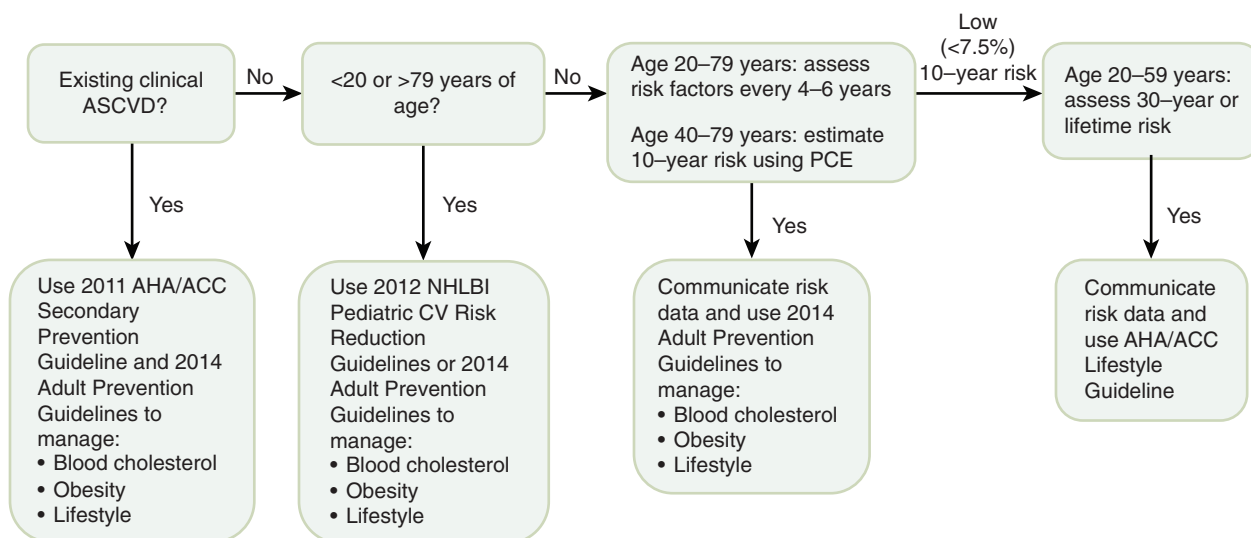 Existing clinical
ASCVD?
No
<20 or >79 years of
age?
No
Age 20–79 years: assess
risk factors every 4–6 years
Age 40–79 years: estimate
10–year risk using PCE
Low
(<7.5%)
10–year risk
Age 20–59 years:
assess 30–year or
lifetime risk
Yes
Yes
Yes
Yes
Use 2011 AHA/ACC
Secondary
Prevention
Guideline and 2014
Adult Prevention
Guidelines to
manage:
• Blood cholesterol
• Obesity
• Lifestyle
Use 2012 NHLBI
Pediatric CV Risk
Reduction
Guidelines or 2014
Adult Prevention
Guidelines to
manage:
• Blood cholesterol
• Obesity
• Lifestyle
Communicate risk
data and use 2014
Adult Prevention
Guidelines to
manage:
• Blood cholesterol
• Obesity
• Lifestyle
Communicate
risk data and
use AHA/ACC
Lifestyle
Guideline